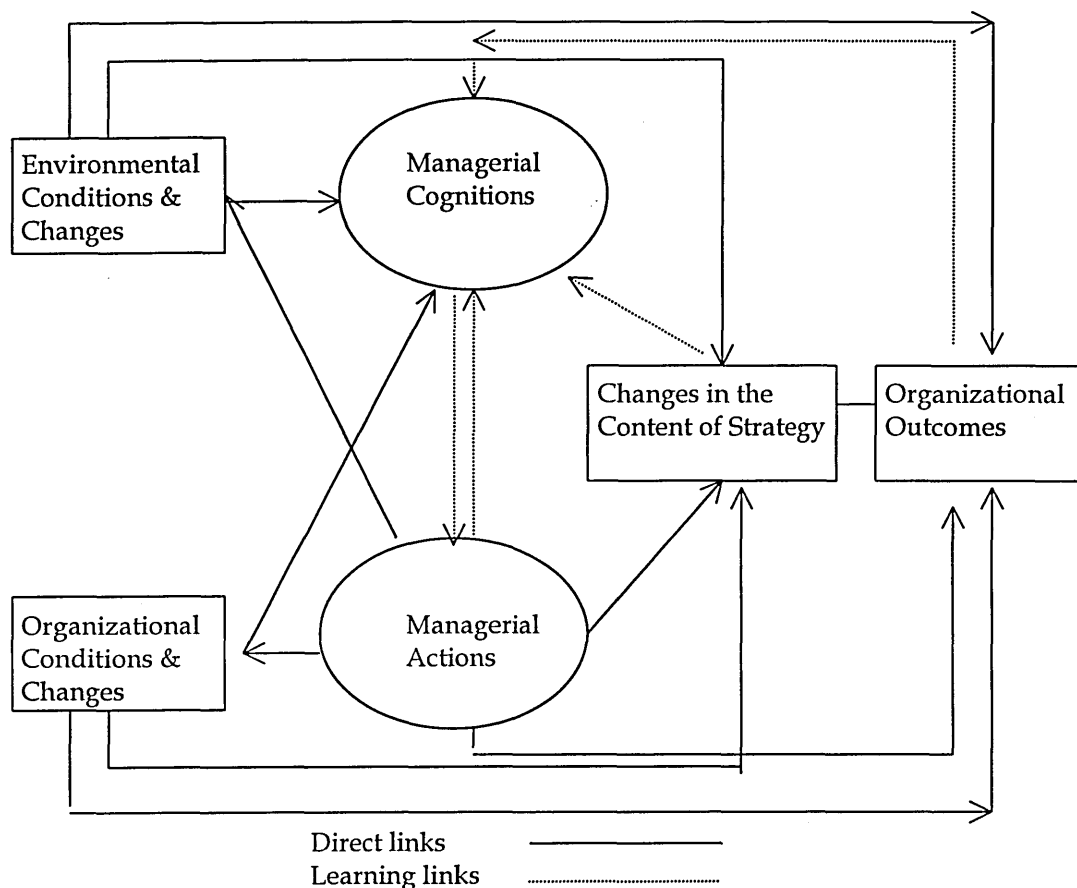 Environmental
Conditions &
Changes
Managerial
Cognitions
Changes in the
Content of Strategy
Organizational
Outcomes
Organizational
Conditions &
Changes
Managerial
Actions
Direct links
Learning links